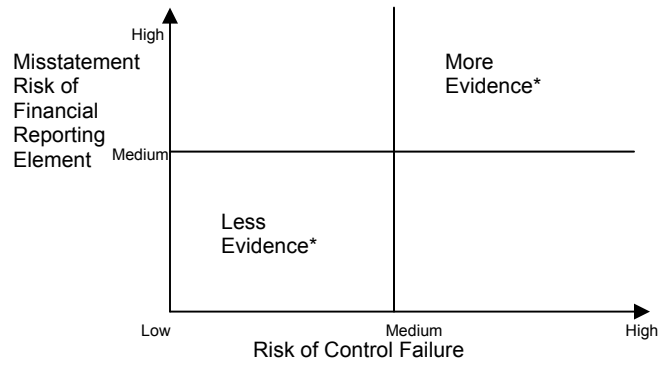 High
Misstatement
Risk of
Financial
Reporting
Element
More
Evidence*
Medium
Less
Evidence*
Low
Medium
High
Risk of Control Failure